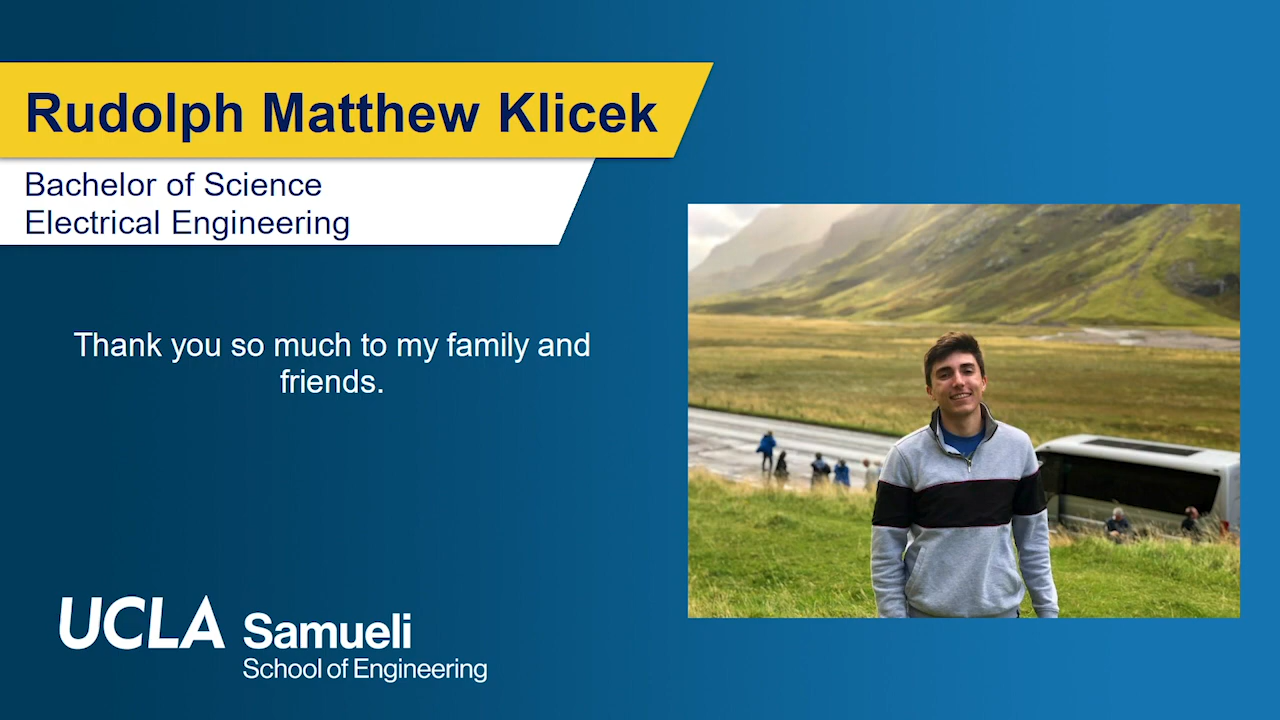 Rudolph Matthew Klicek
Bachelor of Science
Electrical Engineering
Thank you so much to my family and
friends.
UCLA Samueli
School of Engineering